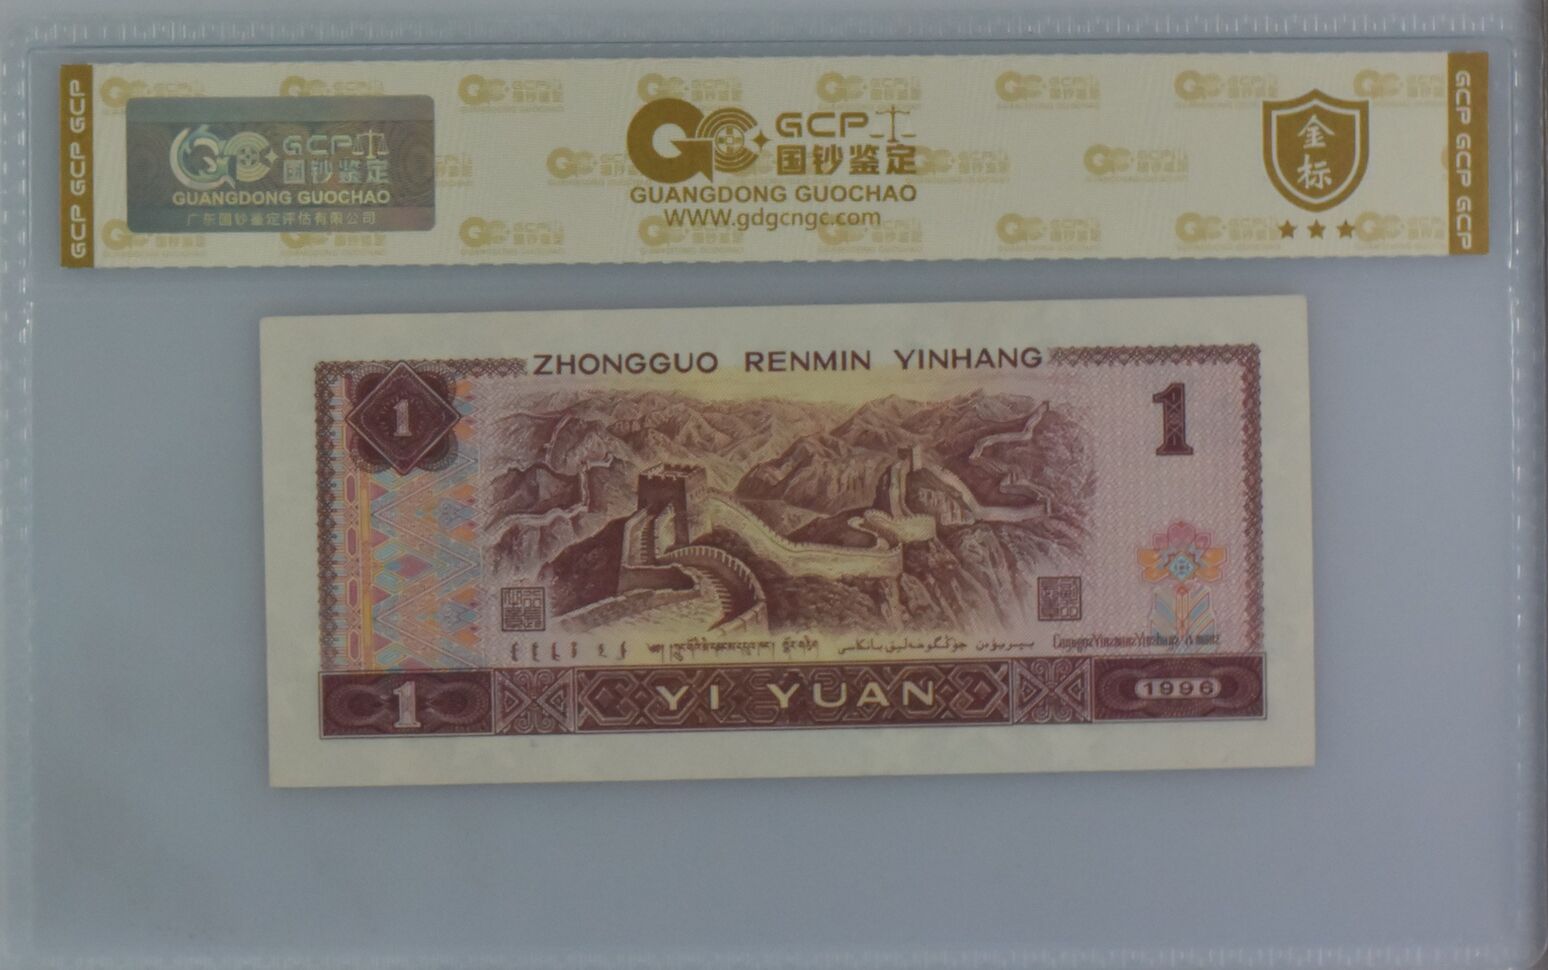 GCP GCP GCP
GCP
国钞鉴定
GUANGDONG GUOCHAO
广东国钞鉴定评估有限公司
GCP
国钞鉴定
GUANGDONG GUOCHAO
WWW.gdgcngc.com
金标
GCP GCP GCP
ZHONGGUO RENMIN YINHANG
1
1
1
YI YUAN
1996